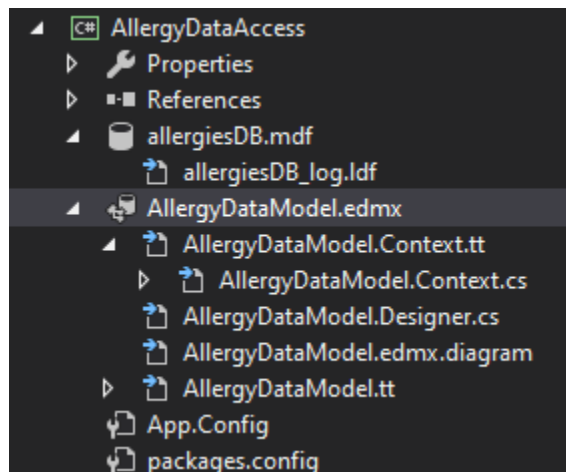 C# AllergyDataAccess
Properties
References
allergiesDB.mdf
allergiesDB_log.ldf
AllergyDataModel.edmx
AllergyDataModel.Context.tt
AllergyDataModel.Context.cs
AllergyDataModel.Designer.cs
AllergyDataModel.edmx.diagram
AllergyDataModel.tt
App.Config
packages.config